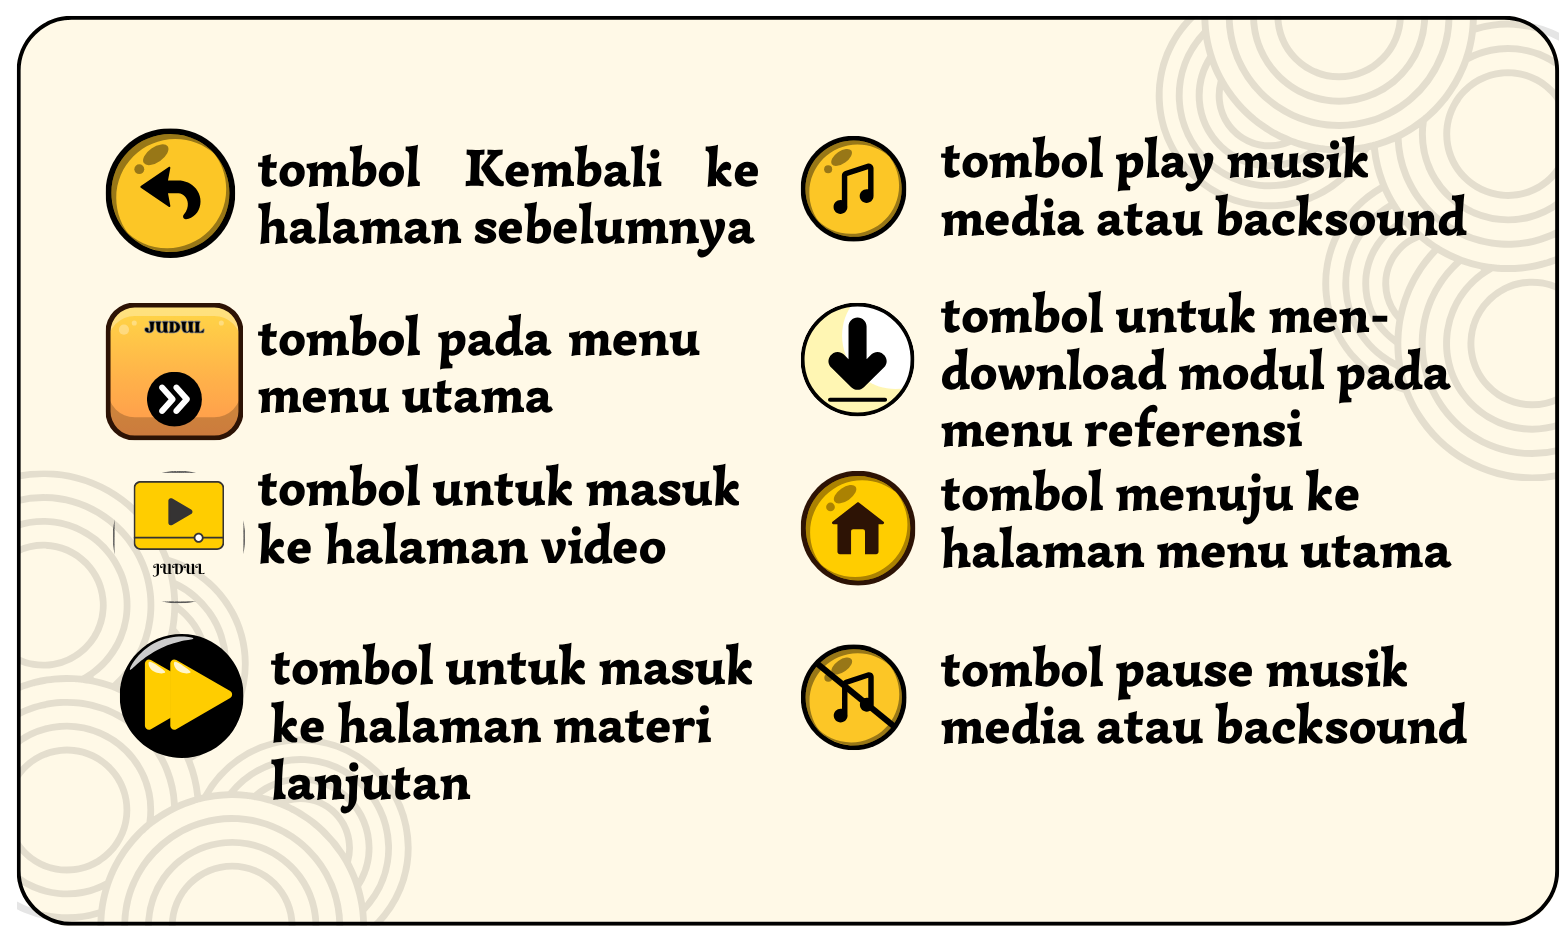 tombol Kembali ke
halaman sebelumnya
JUDUL
tombol pada menu
menu utama
tombol untuk masuk
ke halaman video
JUDUL
tombol untuk masuk
ke halaman materi
lanjutan
tombol play musik
media atau backsound
tombol untuk men-
download modul pada
menu referensi
tombol menuju ke
halaman menu utama
tombol pause musik
media atau backsound